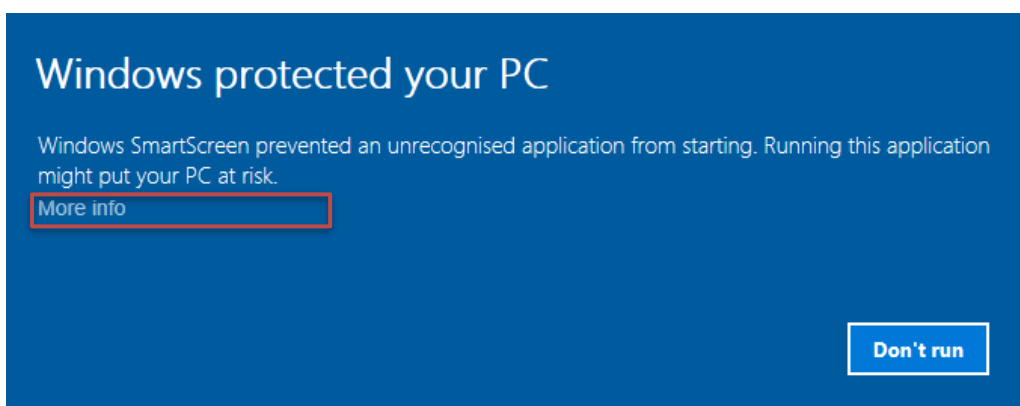 Windows protected your PC
Windows SmartScreen prevented an unrecognised application from starting. Running this application
might put your PC at risk.
More info
Don't run